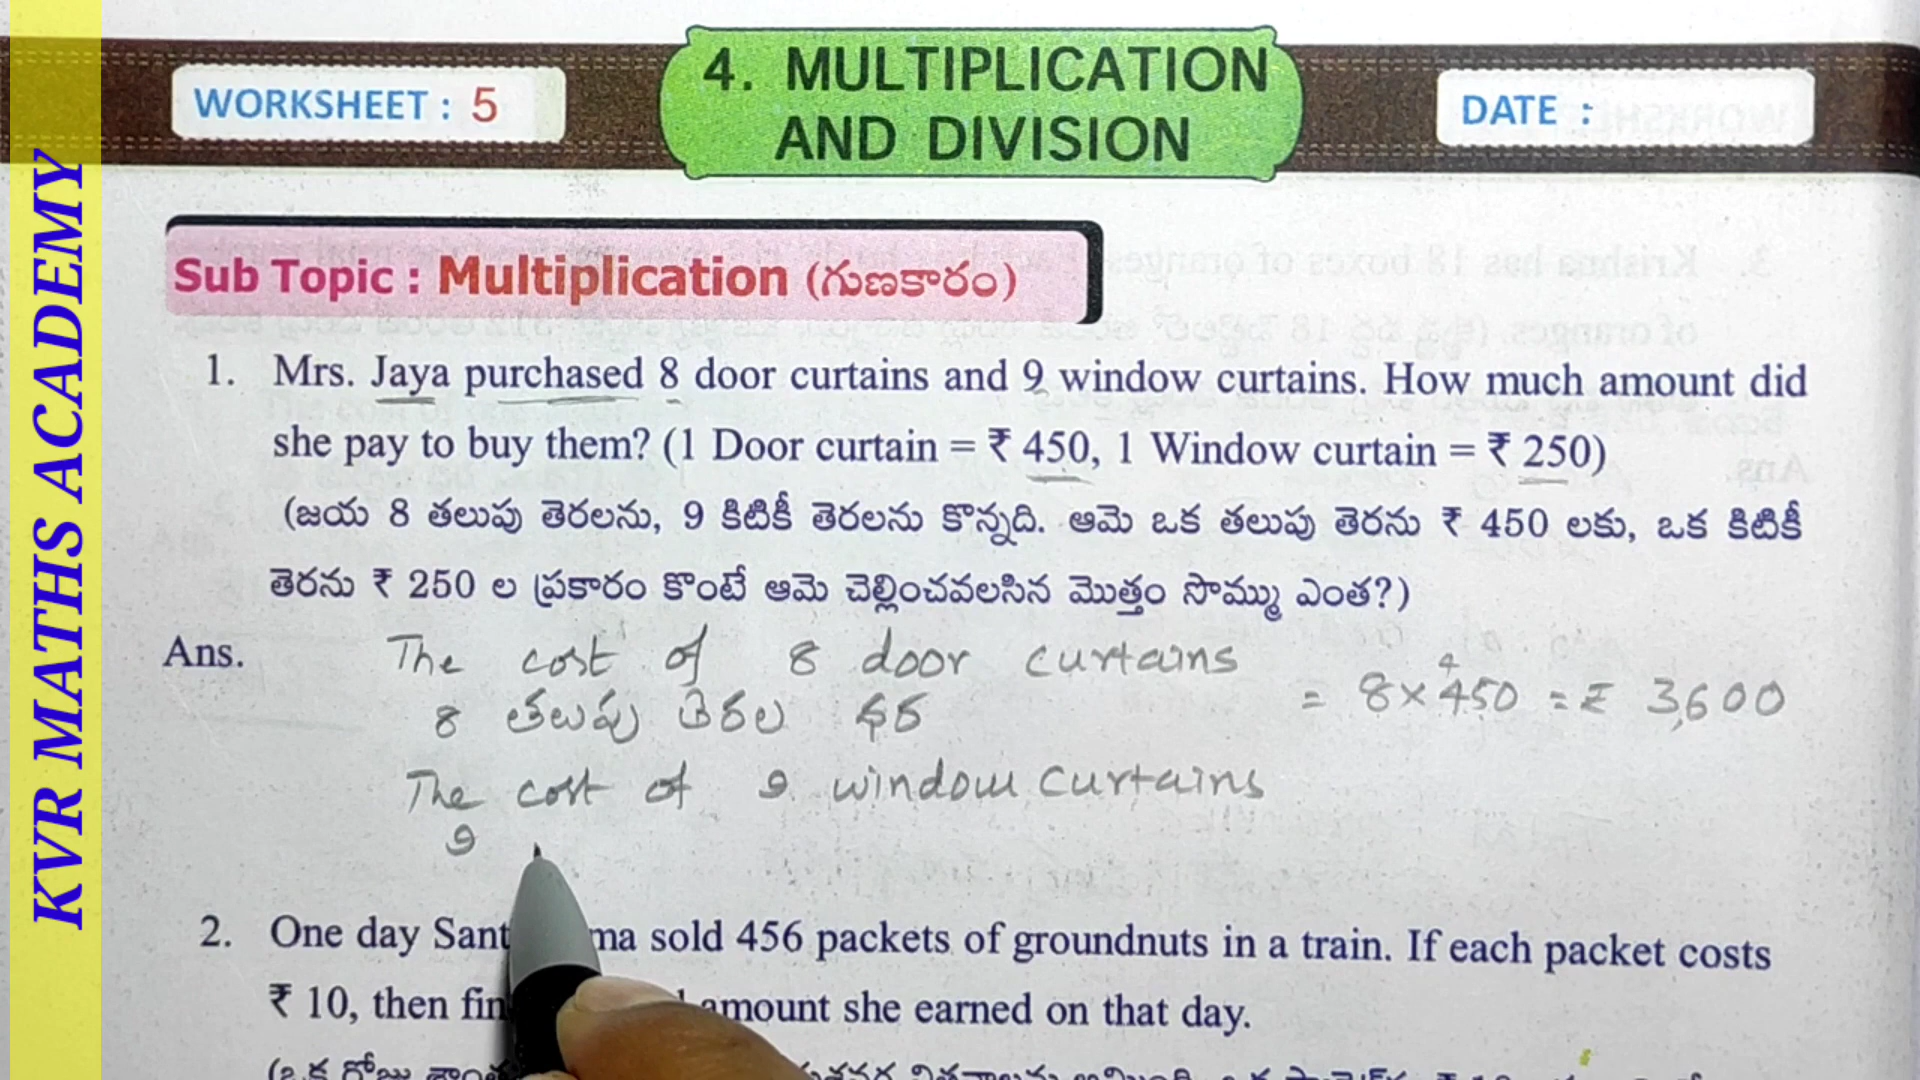 KVR MATHS ACADEMY
WORKSHEET : 5
4. MULTIPLICATION
AND DIVISION
DATE :
Sub Topic : Multiplication (గుణకారం)
1. Mrs. Jaya purchased 8 door curtains and 9 window curtains. How much amount did
she pay to buy them? (1 Door curtain = ₹ 450, 1 Window curtain = ₹ 250)
(జయ 8 తలుపు తెరలను, 9 కిటికీ తెరలను కొన్నది. ఆమె ఒక తలుపు తెరను ₹ 450 లకు, ఒక కిటికీ
తెరను ₹ 250 ల ప్రకారం కొంటే ఆమె చెల్లించవలసిన మొత్తం సొమ్ము ఎంత?)
Ans. The cost of 8 door curtains
8 తలుపు తెరల ధర = 8 × 450 = ₹ 3,600
4
The cost of 9 window curtains
9
2. One day sold 456 packets of groundnuts in a train. If each packet costs
₹ 10, then amount she earned on that day.
(ఒక రోజు